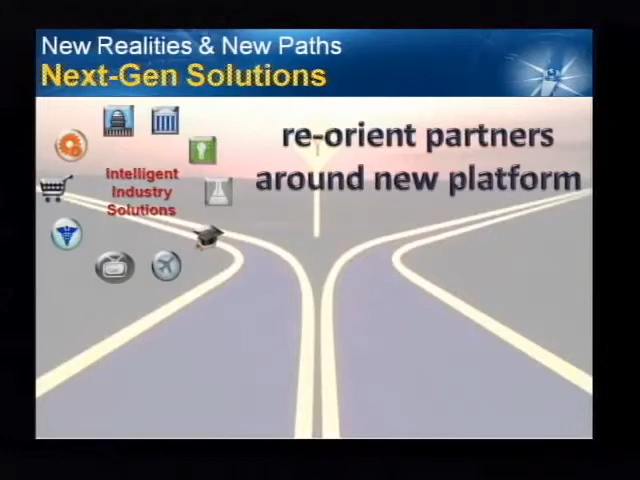 New Realities & New Paths
Next-Gen Solutions
re-orient partners
around new platform
Intelligent
Industry
Solutions